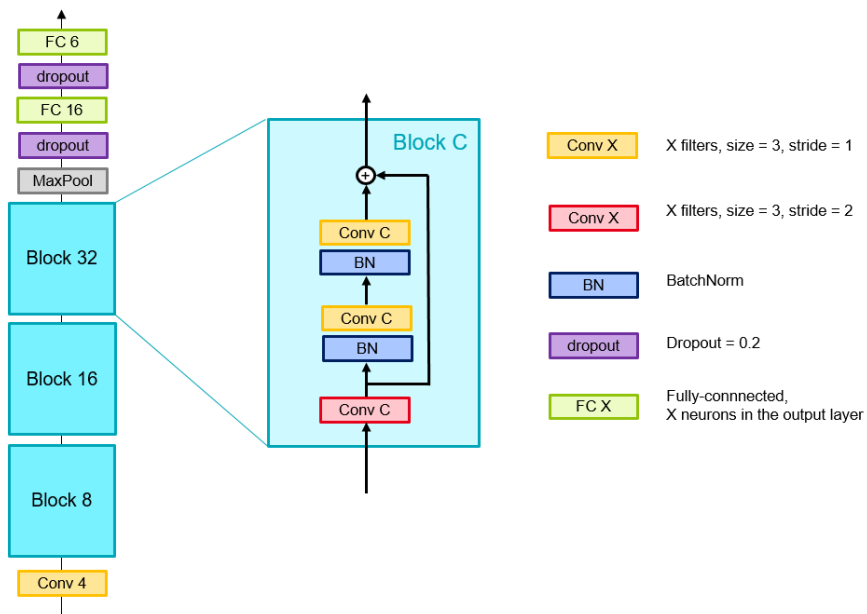 FC 6
dropout
FC 16
dropout
MaxPool
Block 32
Block 16
Block 8
Conv 4
Block C
+
Conv C
BN
Conv C
BN
Conv C
Conv X
X filters, size = 3, stride = 1
Conv X
X filters, size = 3, stride = 2
BN
BatchNorm
dropout
Dropout = 0.2
FC X
Fully-connnected,
X neurons in the output layer